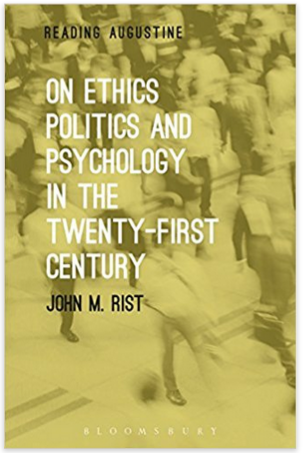 READING AUGUSTINE
ON ETHICS
POLITICS AND
PSYCHOLOGY
IN THE
TWENTY-FIRST
CENTURY
JOHN M. RIST
BLOOMSBURY